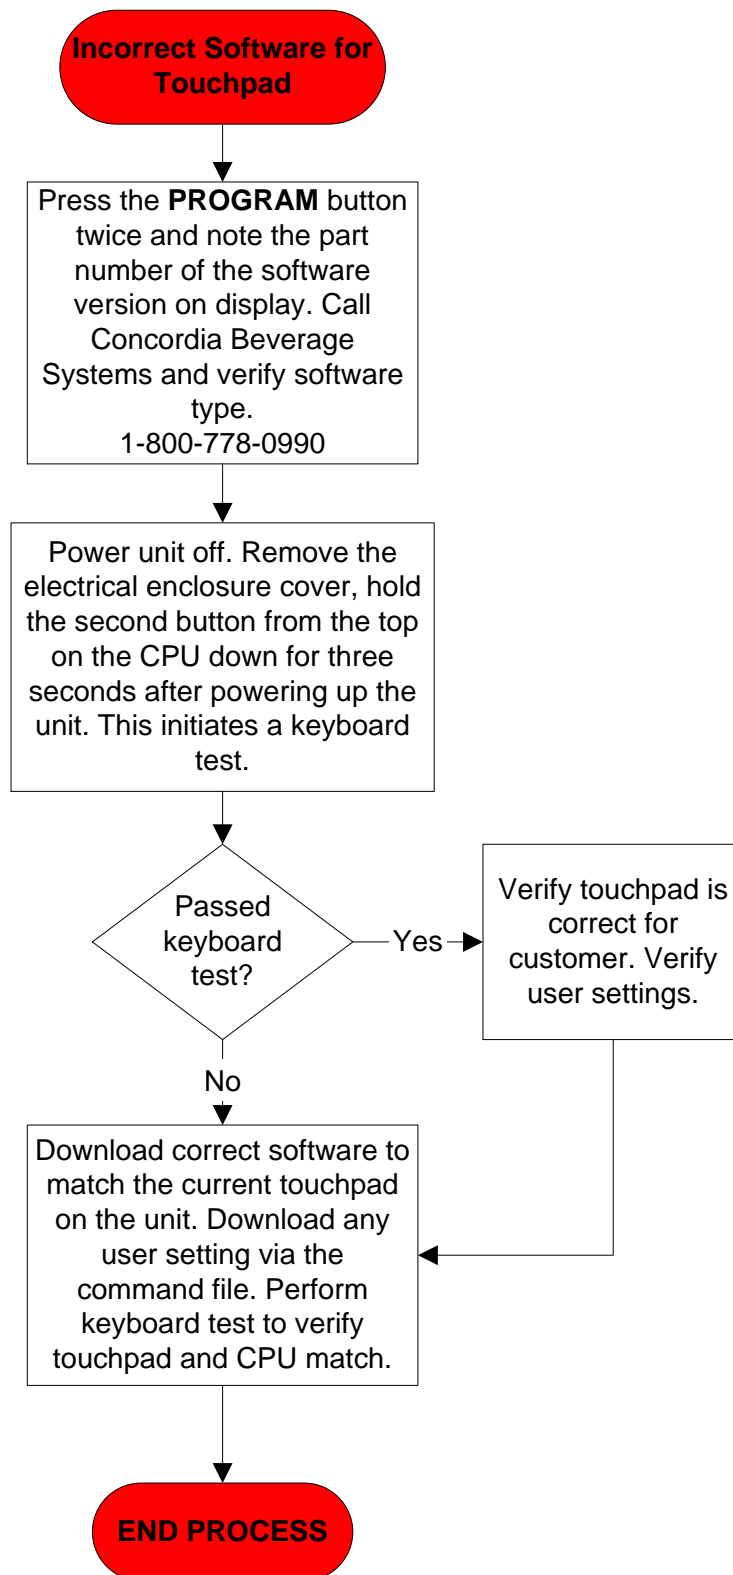 Incorrect Software for
Touchpad
Press the PROGRAM button
twice and note the part
number of the software
version on display. Call
Concordia Beverage
Systems and verify software
type.
1-800-778-0990
Power unit off. Remove the
electrical enclosure cover, hold
the second button from the top
on the CPU down for three
seconds after powering up the
unit. This initiates a keyboard
test.
Passed
keyboard
test?
Yes
Verify touchpad is
correct for
customer. Verify
user settings.
No
Download correct software to
match the current touchpad
on the unit. Download any
user setting via the
command file. Perform
keyboard test to verify
touchpad and CPU match.
END PROCESS